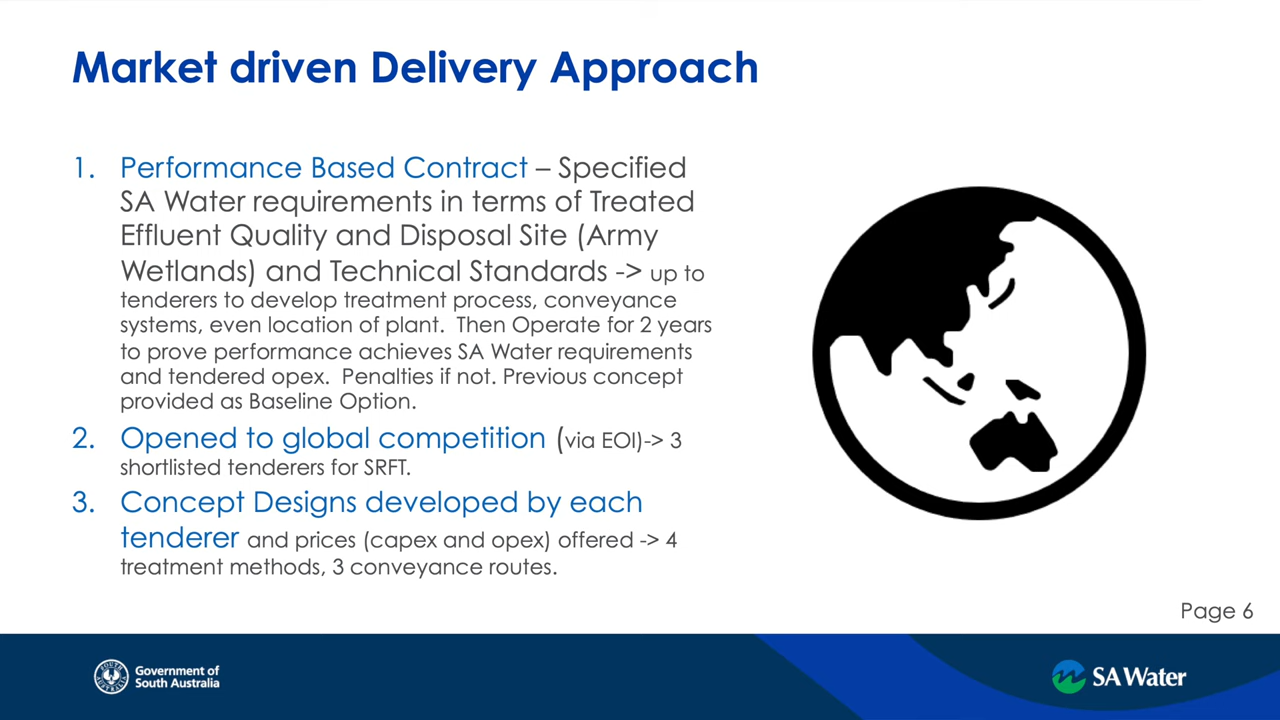 Market driven Delivery Approach
1. Performance Based Contract – Specified
SA Water requirements in terms of Treated
Effluent Quality and Disposal Site (Army
Wetlands) and Technical Standards -> up to
tenderers to develop treatment process, conveyance
systems, even location of plant.  Then Operate for 2 years
to prove performance achieves SA Water requirements
and tendered opex.  Penalties if not. Previous concept
provided as Baseline Option.
2. Opened to global competition (via EOI)-> 3
shortlisted tenderers for SRFT.
3. Concept Designs developed by each
tenderer and prices (capex and opex) offered -> 4
treatment methods, 3 conveyance routes.
Page 6
SOUTH AUSTRALIA
Government of
South Australia
SA Water